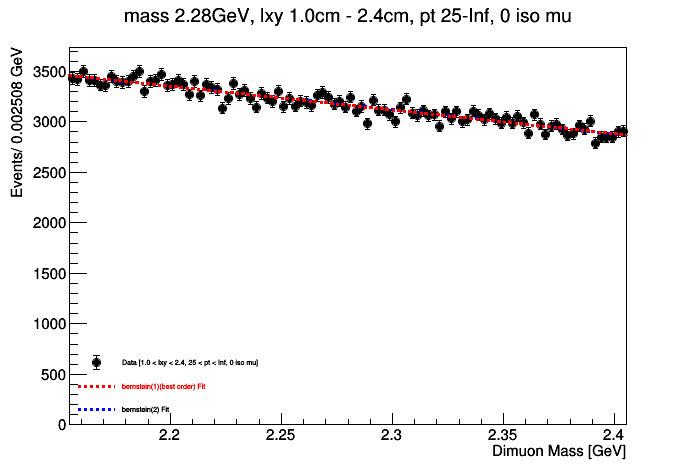 mass 2.28GeV, lxy 1.0cm - 2.4cm, pt 25-Inf, 0 iso mu
Events/ 0.002508 GeV
3500
3000
2500
2000
1500
1000
500
0
Data [1.0 < lxy < 2.4, 25 < pt < Inf, 0 iso mu]
bernstein(1)(best order) Fit
bernstein(2) Fit
2.2 2.25 2.3 2.35 2.4
Dimuon Mass [GeV]